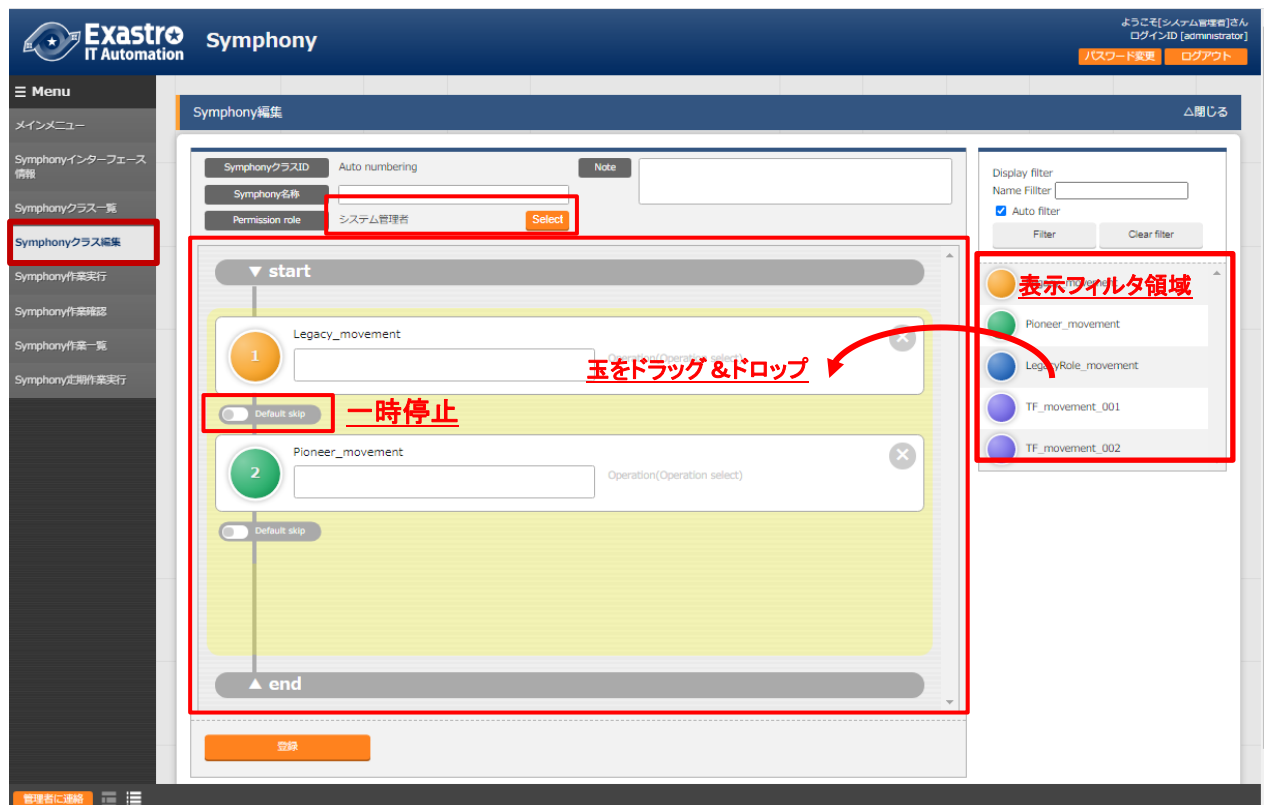 Exastro
IT Automation
Symphony
ようこそ[システム管理者]さん
ログインID [administrator]
パスワード変更
ログアウト
Menu
メインメニュー
Symphonyインターフェース
情報
Symphonyクラス一覧
Symphonyクラス編集
Symphony作業実行
Symphony作業確認
Symphony作業一覧
Symphony定期作業実行
Symphony編集
△閉じる
SymphonyクラスID
Auto numbering
Note
Symphony名称
Permission role
システム管理者
Select
▼ start
1
Legacy_movement
Operation(Operation select)
玉をドラッグ&ドロップ
Default skip
一時停止
2
Pioneer_movement
Operation(Operation select)
Default skip
▲ end
登録
Display filter
Name Fillter
Auto filter
Filter
Clear filter
表示フィルタ領域
Pioneer_movement
LegacyRole_movement
TF_movement_001
TF_movement_002
管理者に連絡